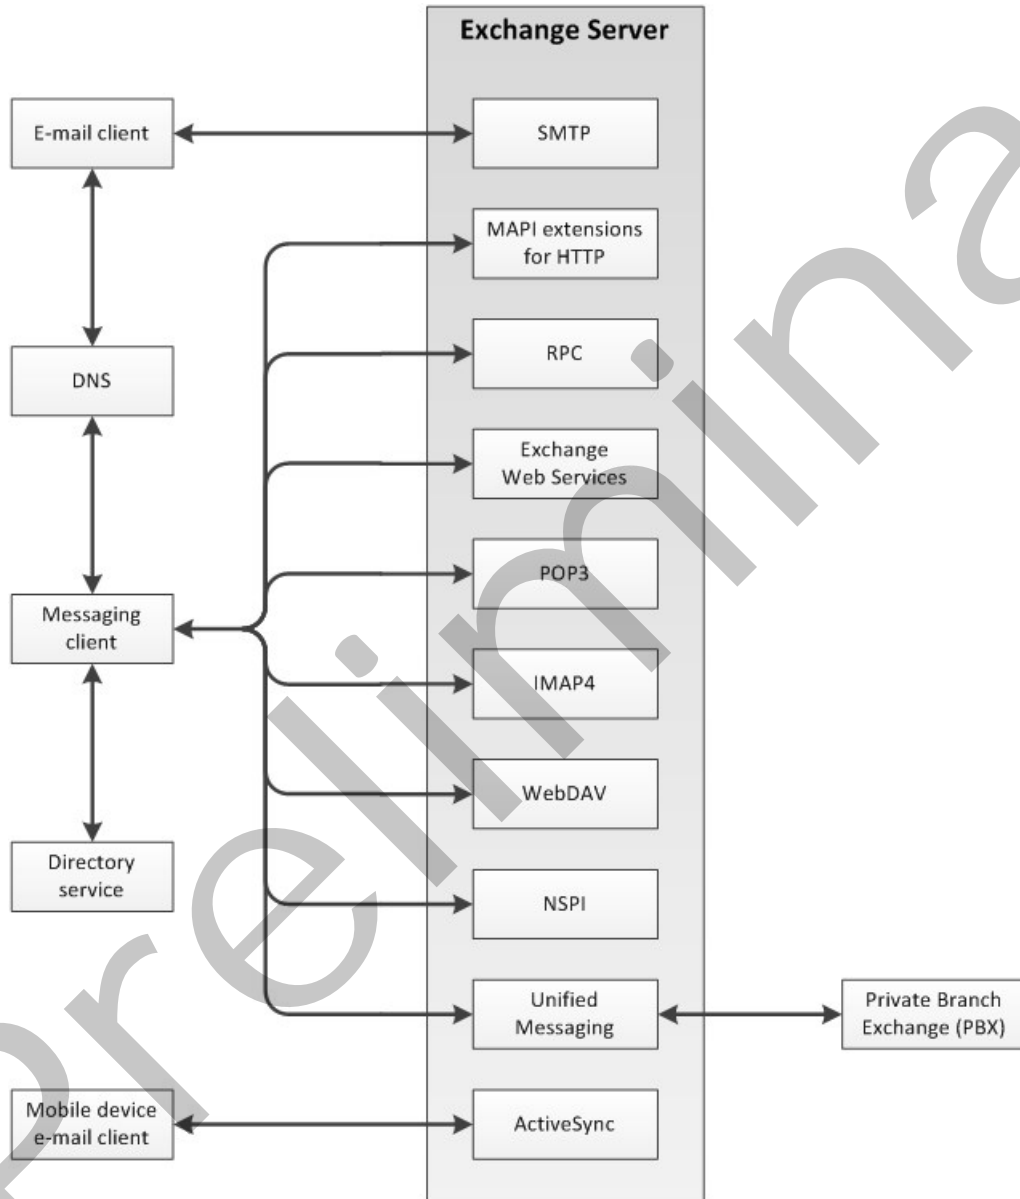 Exchange Server
E-mail client
SMTP
MAPI extensions
for HTTP
RPC
DNS
Exchange
Web Services
POP3
Messaging
client
IMAP4
WebDAV
Directory
service
NSPI
Unified
Messaging
Private Branch
Exchange (PBX)
Mobile device
e-mail client
ActiveSync
Prelimina